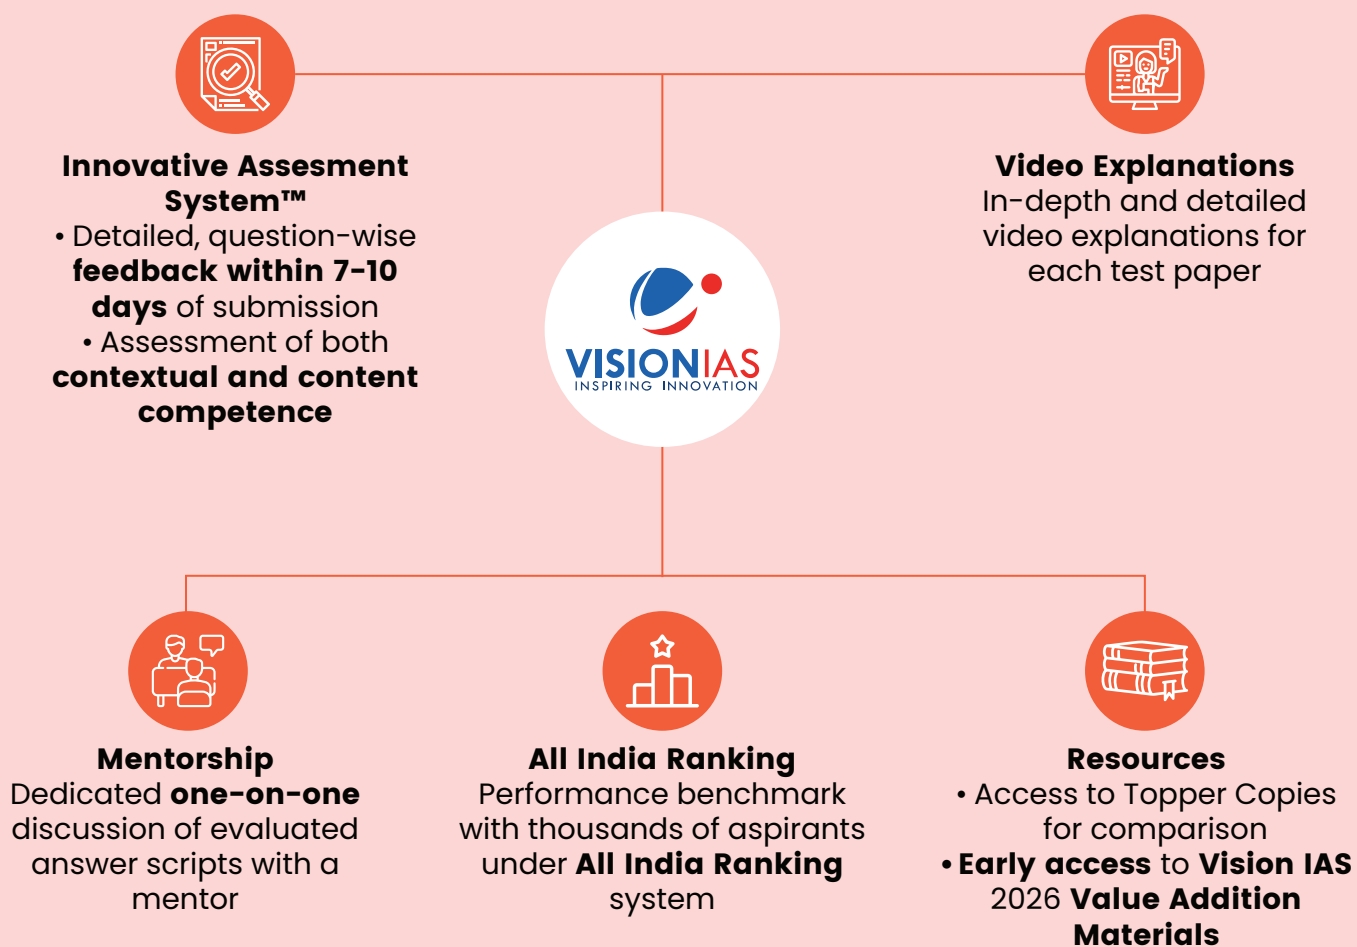 Innovative Assesment
System™
• Detailed, question-wise
feedback within 7-10
days of submission
• Assessment of both
contextual and content
competence
Video Explanations
In-depth and detailed
video explanations for
each test paper
VISIONIAS
INSPIRING INNOVATION
Mentorship
Dedicated one-on-one
discussion of evaluated
answer scripts with a
mentor
All India Ranking
Performance benchmark
with thousands of aspirants
under All India Ranking
system
Resources
• Access to Topper Copies
for comparison
• Early access to Vision IAS
2026 Value Addition
Materials